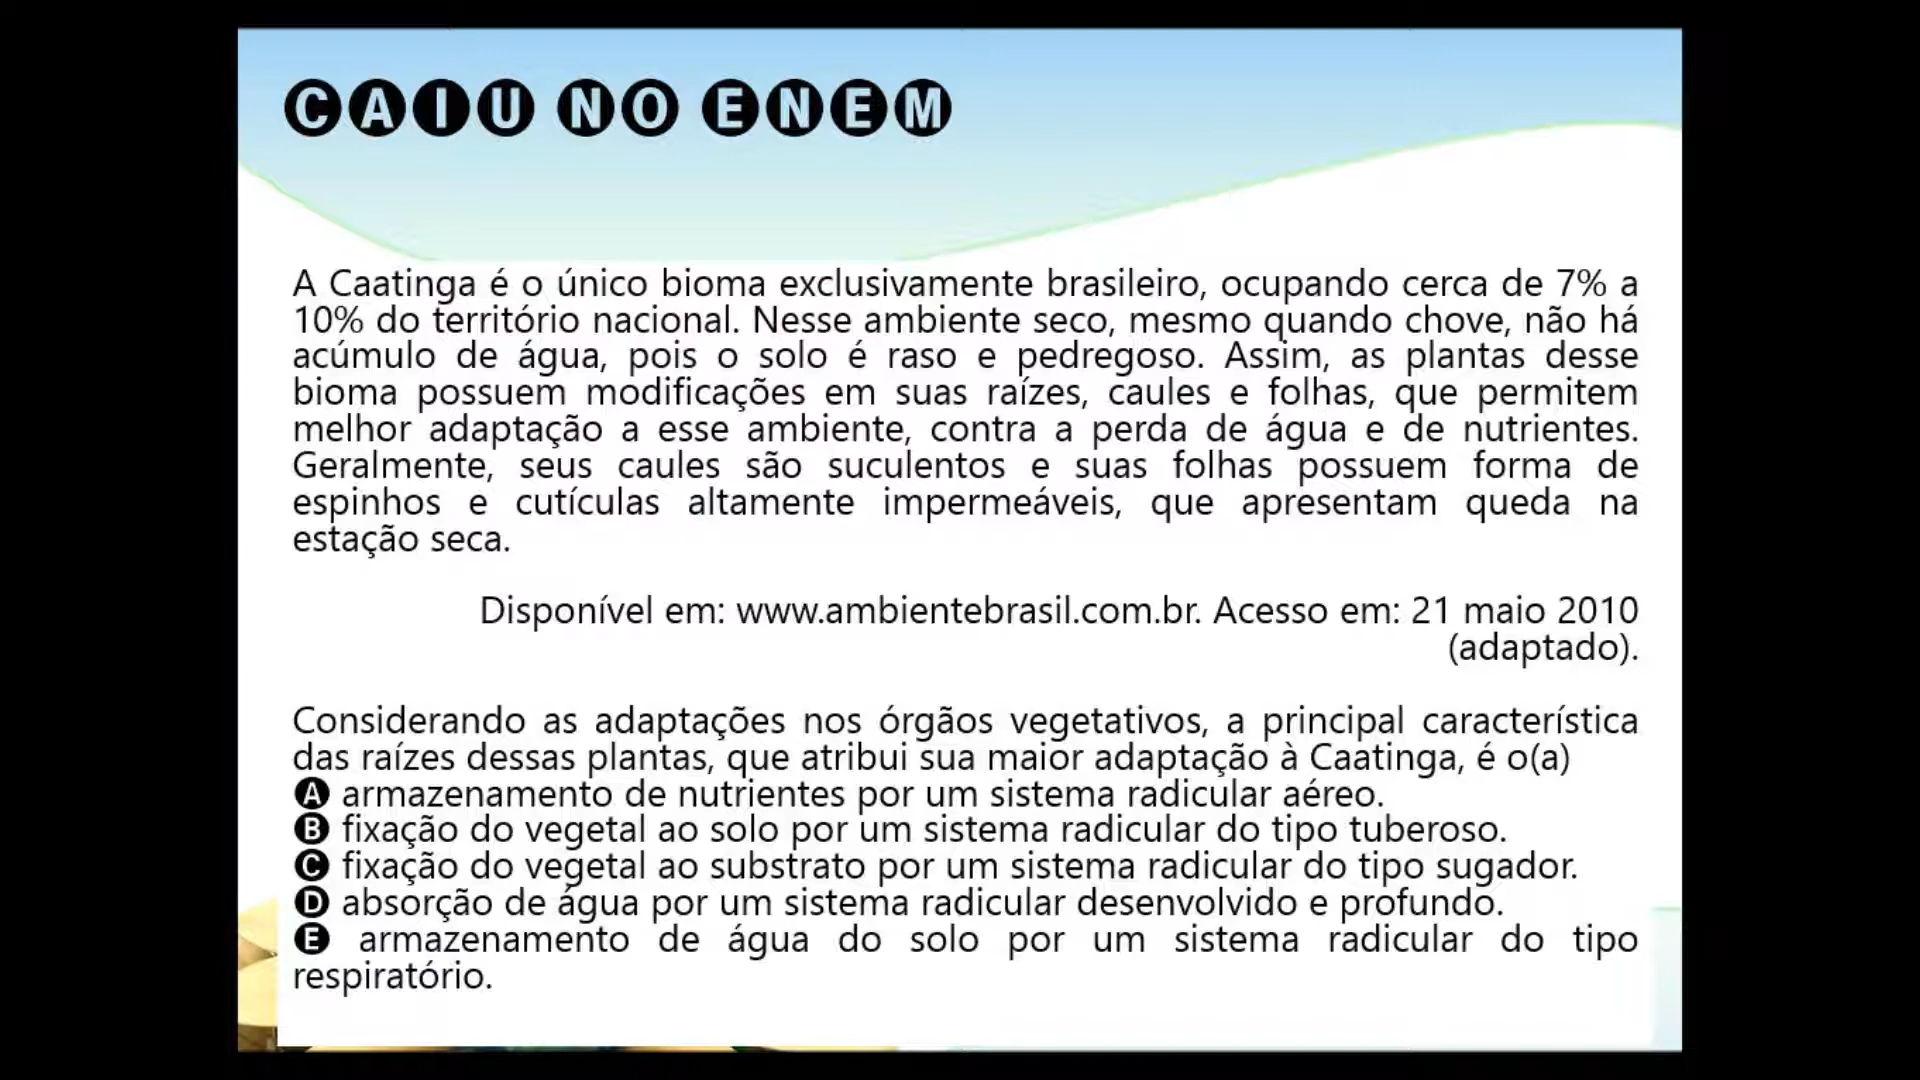 CAIU NO ENEM
A Caatinga é o único bioma exclusivamente brasileiro, ocupando cerca de 7% a
10% do território nacional. Nesse ambiente seco, mesmo quando chove, não há
acúmulo de água, pois o solo é raso e pedregoso. Assim, as plantas desse
bioma possuem modificações em suas raízes, caules e folhas, que permitem
melhor adaptação a esse ambiente, contra a perda de água e de nutrientes.
Geralmente, seus caules são suculentos e suas folhas possuem forma de
espinhos e cutículas altamente impermeáveis, que apresentam queda na
estação seca.
Disponível em: www.ambientebrasil.com.br. Acesso em: 21 maio 2010
(adaptado).
Considerando as adaptações nos órgãos vegetativos, a principal característica
das raízes dessas plantas, que atribui sua maior adaptação à Caatinga, é o(a)
A armazenamento de nutrientes por um sistema radicular aéreo.
B fixação do vegetal ao solo por um sistema radicular do tipo tuberoso.
C fixação do vegetal ao substrato por um sistema radicular do tipo sugador.
D absorção de água por um sistema radicular desenvolvido e profundo.
E armazenamento de água do solo por um sistema radicular do tipo
respiratório.